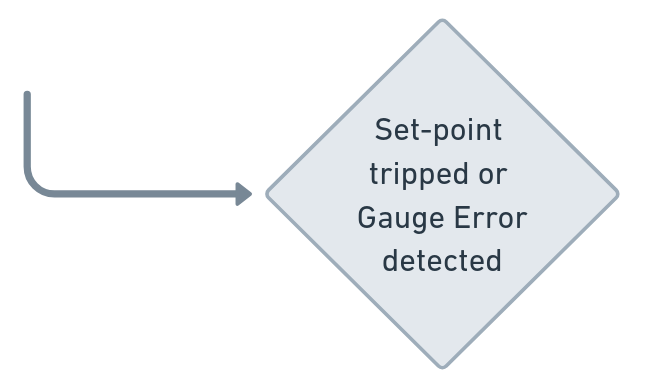 Set-point
tripped or
Gauge Error
detected